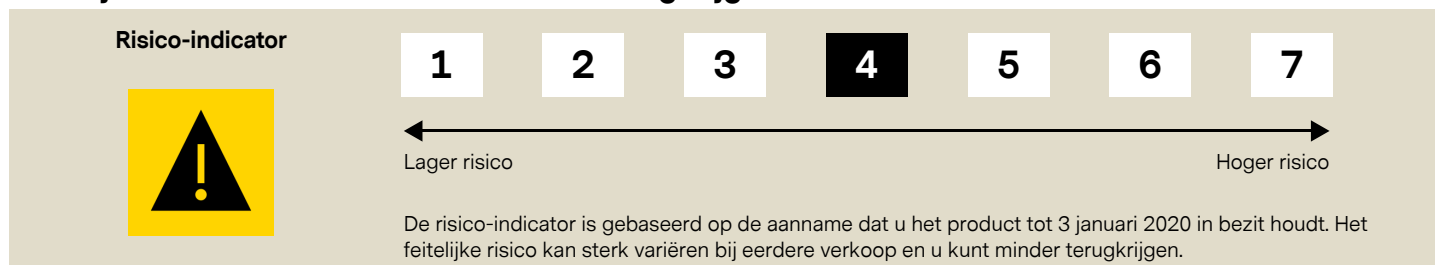 Risico-indicator
1 2 3 4 5 6 7
Lager risico Hoger risico
De risico-indicator is gebaseerd op de aanname dat u het product tot 3 januari 2020 in bezit houdt. Het
feitelijke risico kan sterk variëren bij eerdere verkoop en u kunt minder terugkrijgen.